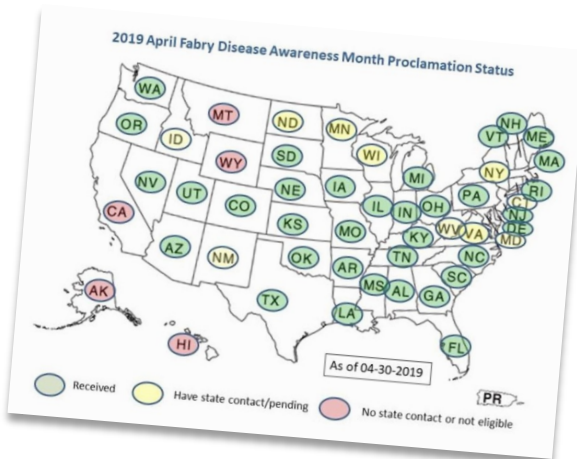 2019 April Fabry Disease Awareness Month Proclamation Status
WA
MT
ND
MN
OR
ID
WY
SD
WI
MI
NY
VT
NH
ME
MA
RI
CT
NJ
DE
MD
PA
NV
UT
CO
NE
IA
IL
IN
OH
WV
VA
CA
KS
MO
KY
AZ
NM
OK
AR
TN
NC
SC
TX
LA
MS
AL
GA
FL
AK
HI
PR
As of 04-30-2019
Received
Have state contact/pending
No state contact or not eligible